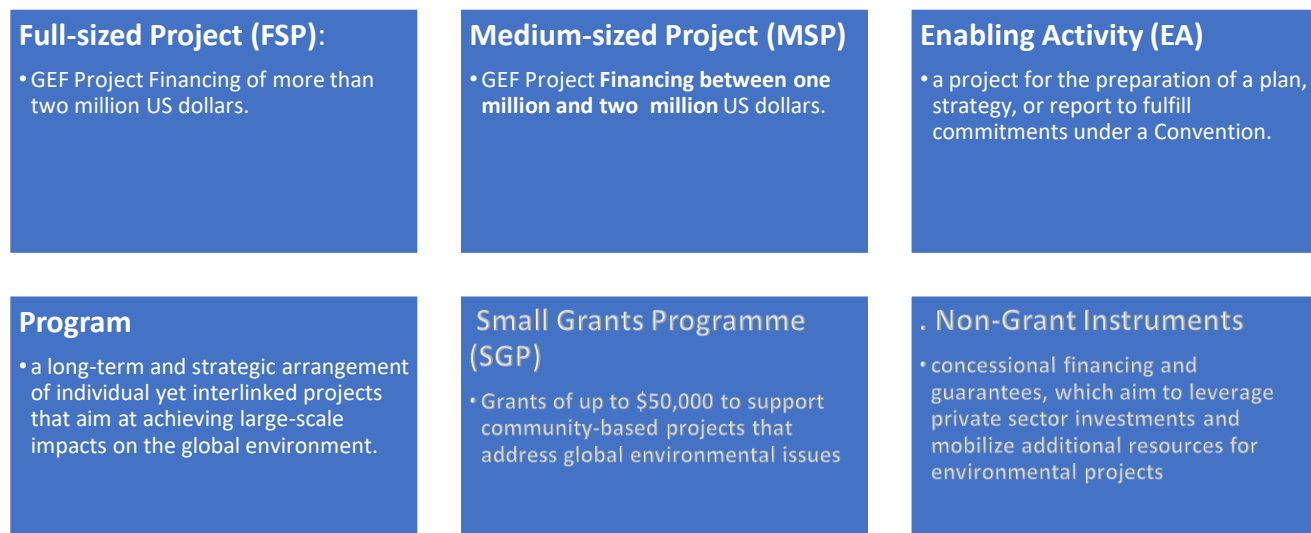 Full-sized Project (FSP):
• GEF Project Financing of more than
two million US dollars.
Medium-sized Project (MSP)
• GEF Project Financing between one
million and two  million US dollars.
Enabling Activity (EA)
• a project for the preparation of a plan,
strategy, or report to fulfill
commitments under a Convention.
Program
• a long-term and strategic arrangement
of individual yet interlinked projects
that aim at achieving large-scale
impacts on the global environment.
Small Grants Programme
(SGP)
• Grants of up to $50,000 to support
community-based projects that
address global environmental issues
. Non-Grant Instruments
• concessional financing and
guarantees, which aim to leverage
private sector investments and
mobilize additional resources for
environmental projects